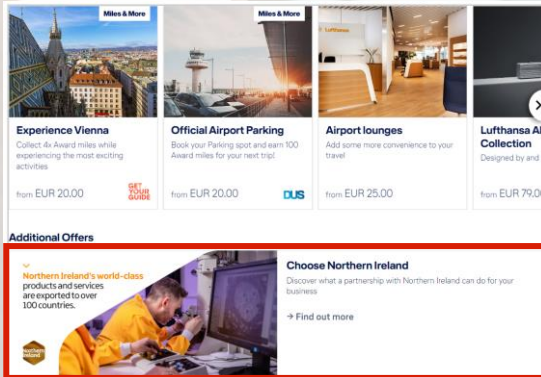 Miles & More
Miles & More
Lufthansa
Experience Vienna
Collect 4x Award miles while
experiencing the most exciting
activities
from EUR 20.00
GET
YOUR
GUIDE
Official Airport Parking
Book your Parking spot and earn 100
Award miles for your next trip!
from EUR 20.00
DUS
Airport lounges
Add some more convenience to your
travel
from EUR 25.00
Lufthansa Al
Collection
Designed by and
from EUR 79.00
Additional Offers
Northern Ireland's world-class
products and services
are exported to over
100 countries.
Northern
Ireland
Choose Northern Ireland
Discover what a partnership with Northern Ireland can do for your
business
→ Find out more